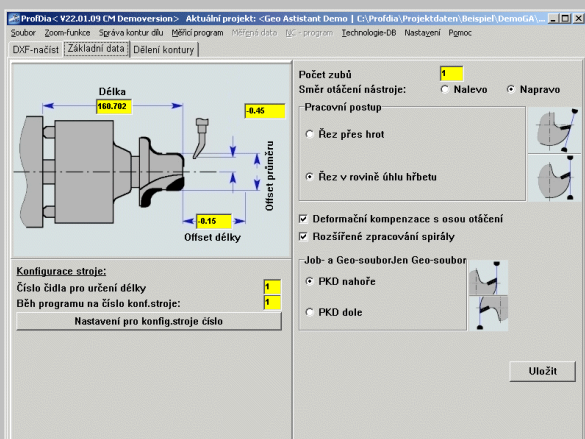 ProfDia< V22.01.09 CM Demoversion>  Aktuální projekt: <Geo Astistant Demo | C:\Profdia\Projektdaten\Beispiel\DemoGA\...
Soubor  Zoom-funkce  Správa kontur dílu  Měřící program  Měřená data  NC - program  Technologie-DB  Nastavení  Pomoc
DXF-načíst  Základní data  Dělení kontury
Délka
160.702
-0.45
Offset průměru
-0.15
Offset délky
Konfigurace stroje:
Číslo čidla pro určení délky  1
Běh programu na číslo konf.stroje:  1
Nastavení pro konfig.stroje číslo
Počet zubů  1
Směr otáčení nástroje:  Nalevo  Napravo
Pracovní postup
Řez přes hrot
Řez v rovině úhlu hřbetu
Deformační kompenzace s osou otáčení
Rozšířené zpracování spirály
Job- a Geo-souborJen Geo-soubor
PKD nahoře
PKD dole
Uložit